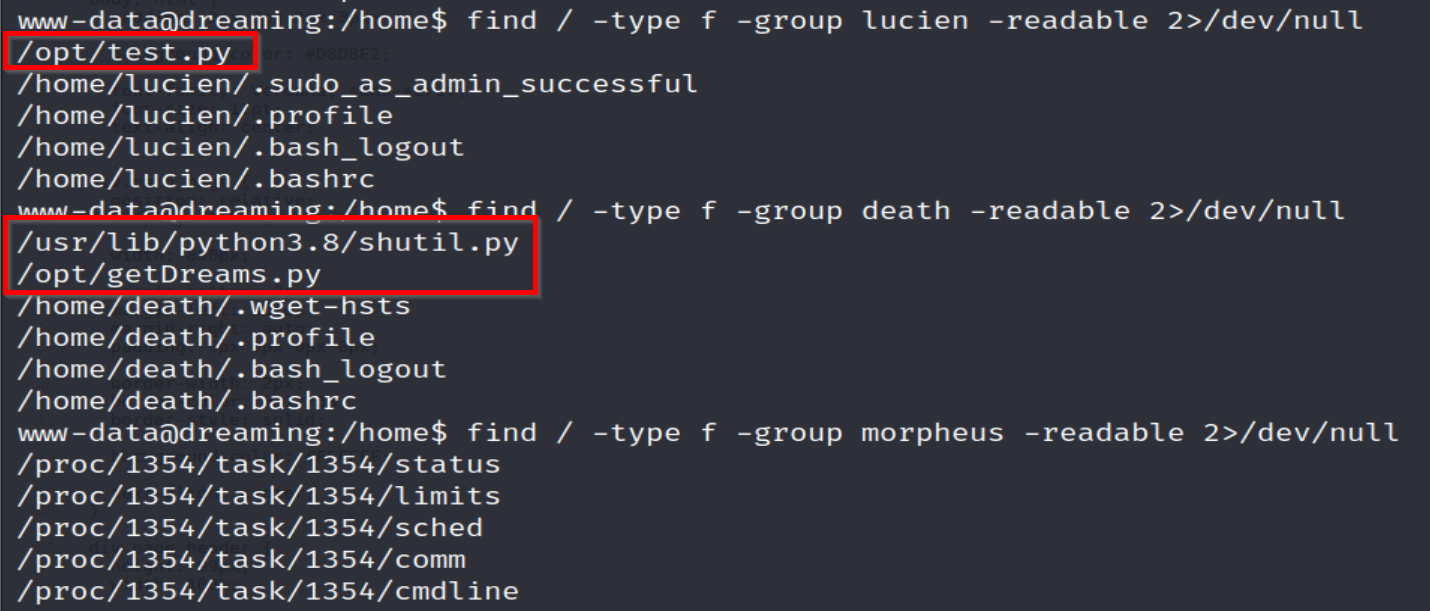 www-data@dreaming:/home$ find / -type f -group lucien -readable 2>/dev/null
/opt/test.py
/home/lucien/.sudo_as_admin_successful
/home/lucien/.profile
/home/lucien/.bash_logout
/home/lucien/.bashrc
www-data@dreaming:/home$ find / -type f -group death -readable 2>/dev/null
/usr/lib/python3.8/shutil.py
/opt/getDreams.py
/home/death/.wget-hsts
/home/death/.profile
/home/death/.bash_logout
/home/death/.bashrc
www-data@dreaming:/home$ find / -type f -group morpheus -readable 2>/dev/null
/proc/1354/task/1354/status
/proc/1354/task/1354/limits
/proc/1354/task/1354/sched
/proc/1354/task/1354/comm
/proc/1354/task/1354/cmdline